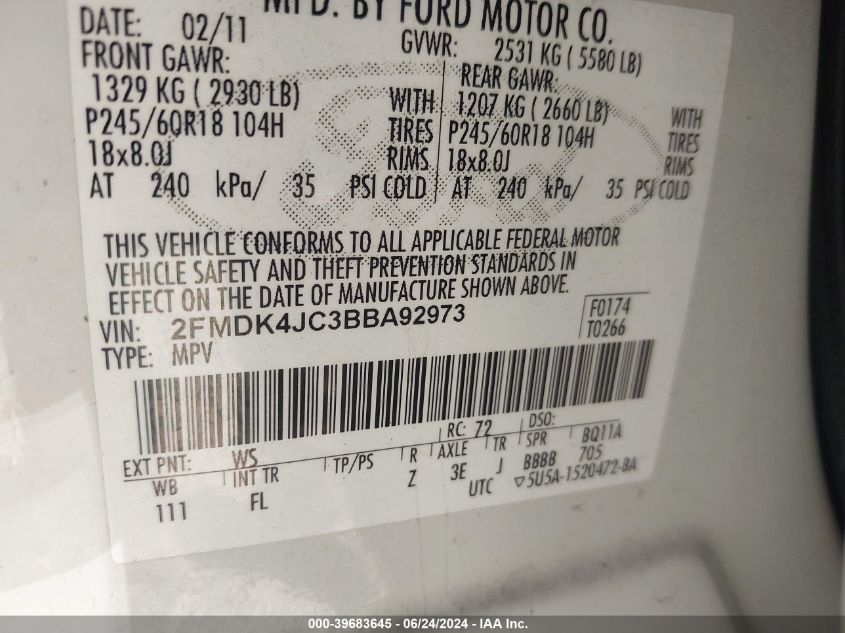 MFD. BY FORD MOTOR CO.
DATE: 02/11 GVWR: 2531 KG ( 5580 LB)
FRONT GAWR: REAR GAWR:
1329 KG ( 2930 LB) WITH 1207 KG ( 2660 LB) WITH
P245/60R18 104H TIRES P245/60R18 104H TIRES
18x8.0J RIMS 18x8.0J RIMS
AT 240 kPa/ 35 PSI COLD AT 240 kPa/ 35 PSI COLD
THIS VEHICLE CONFORMS TO ALL APPLICABLE FEDERAL MOTOR
VEHICLE SAFETY AND THEFT PREVENTION STANDARDS IN
EFFECT ON THE DATE OF MANUFACTURE SHOWN ABOVE.
VIN: 2FMDK4JC3BBA92973 F0174
TYPE: MPV T0266
EXT PNT: WS RC: 72 DSO:
WB INT TR TP/PS R AXLE TR SPR BQ11A
111 FL Z 3E J BBBB 705
UTC ▽5U5A-1520472-BA
000-39683645 - 06/24/2024 - IAA Inc.